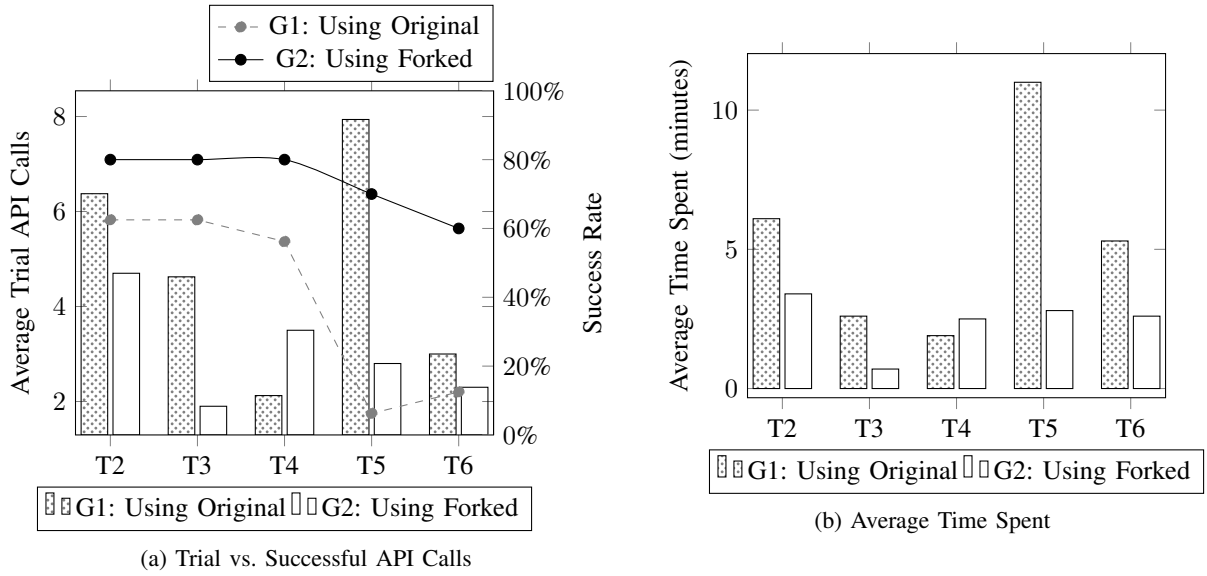 G1: Using Original
G2: Using Forked
Average Trial API Calls
8
6
4
2
100%
80%
60%
40%
20%
0%
Success Rate
T2 T3 T4 T5 T6
G1: Using Original G2: Using Forked
(a) Trial vs. Successful API Calls
Average Time Spent (minutes)
10
5
0
T2 T3 T4 T5 T6
G1: Using Original G2: Using Forked
(b) Average Time Spent